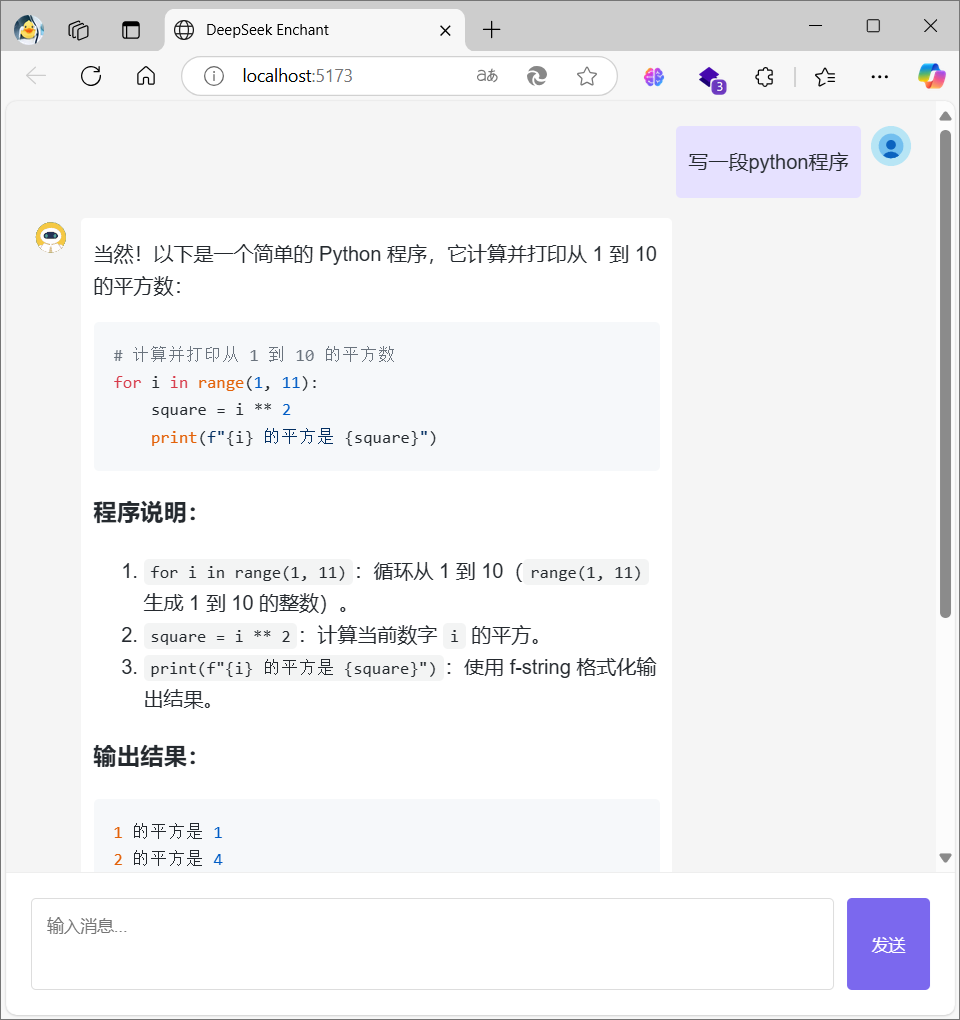 DeepSeek Enchant
localhost:5173
aあ
3
写一段python程序
当然！以下是一个简单的 Python 程序，它计算并打印从 1 到 10
的平方数：
# 计算并打印从 1 到 10 的平方数
for i in range(1, 11):
    square = i ** 2
    print(f"{i} 的平方是 {square}")
程序说明：
1. for i in range(1, 11)：循环从 1 到 10（range(1, 11)
生成 1 到 10 的整数）。
2. square = i ** 2：计算当前数字 i 的平方。
3. print(f"{i} 的平方是 {square}")：使用 f-string 格式化输
出结果。
输出结果：
1 的平方是 1
2 的平方是 4
输入消息...
发送